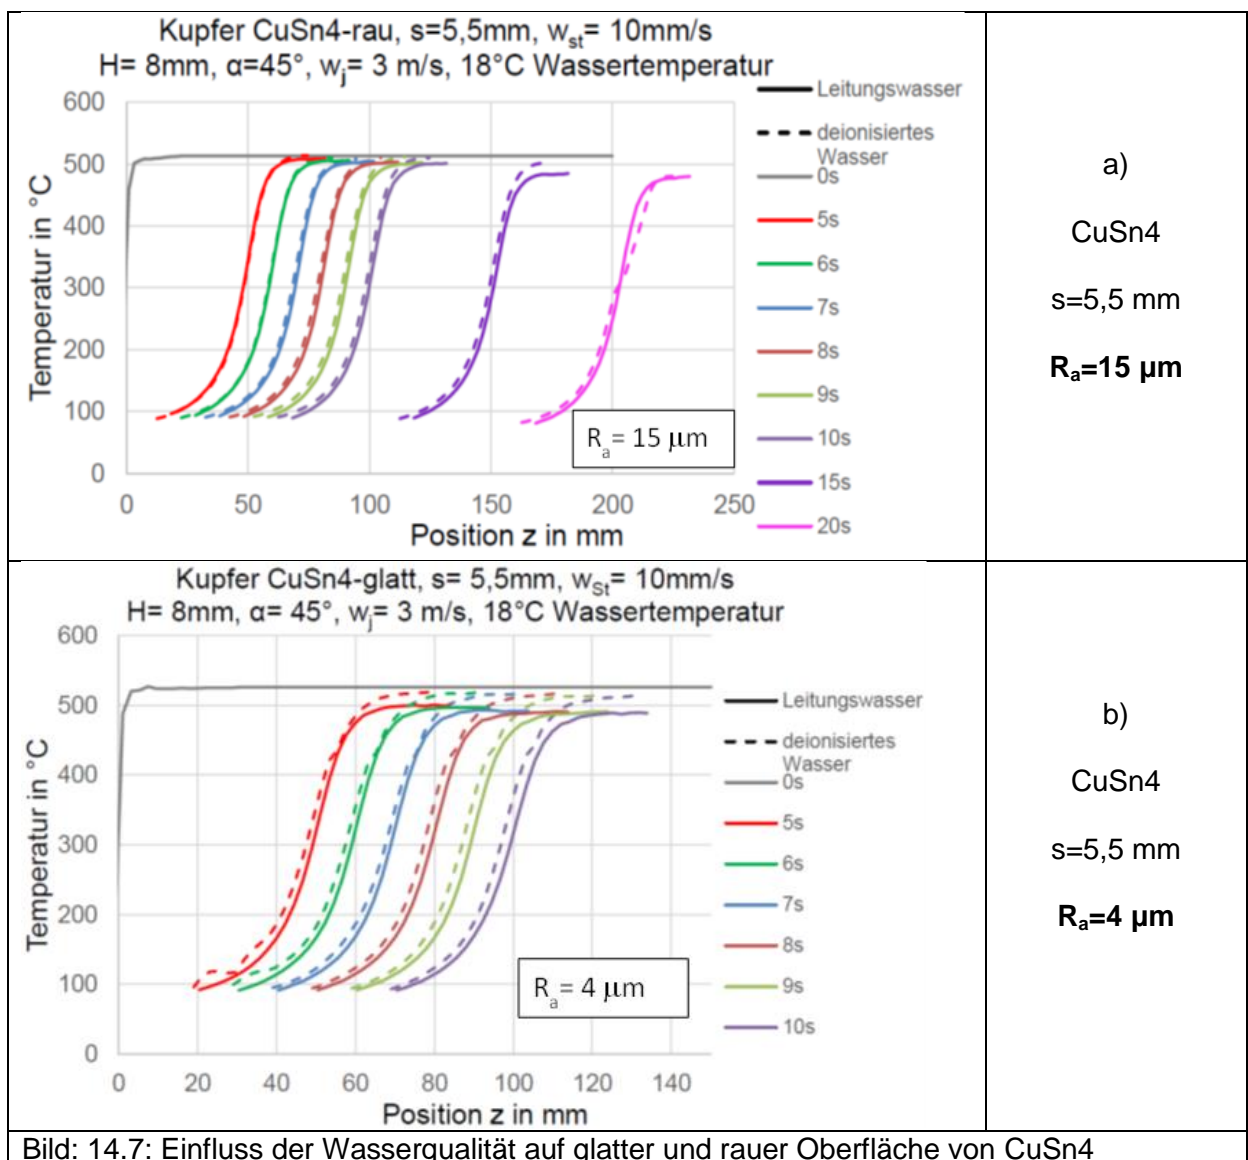 Kupfer CuSn4-rau, s=5,5mm, wst= 10mm/s
H= 8mm, α=45°, wj= 3 m/s, 18°C Wassertemperatur
Temperatur in °C
600
500
400
300
200
100
0
0
50
100
150
200
250
Position z in mm
Ra= 15 µm
Leitungswasser
deionisiertes
Wasser
0s
5s
6s
7s
8s
9s
10s
15s
20s
a)
CuSn4
s=5,5 mm
Ra=15 µm
Kupfer CuSn4-glatt, s= 5,5mm, wSt= 10mm/s
H= 8mm, α= 45°, wj= 3 m/s, 18°C Wassertemperatur
Temperatur in °C
600
500
400
300
200
100
0
0
20
40
60
80
100
120
140
Position z in mm
Ra= 4 µm
Leitungswasser
deionisiertes
Wasser
0s
5s
6s
7s
8s
9s
10s
b)
CuSn4
s=5,5 mm
Ra=4 µm
Bild: 14.7: Einfluss der Wasserqualität auf glatter und rauer Oberfläche von CuSn4